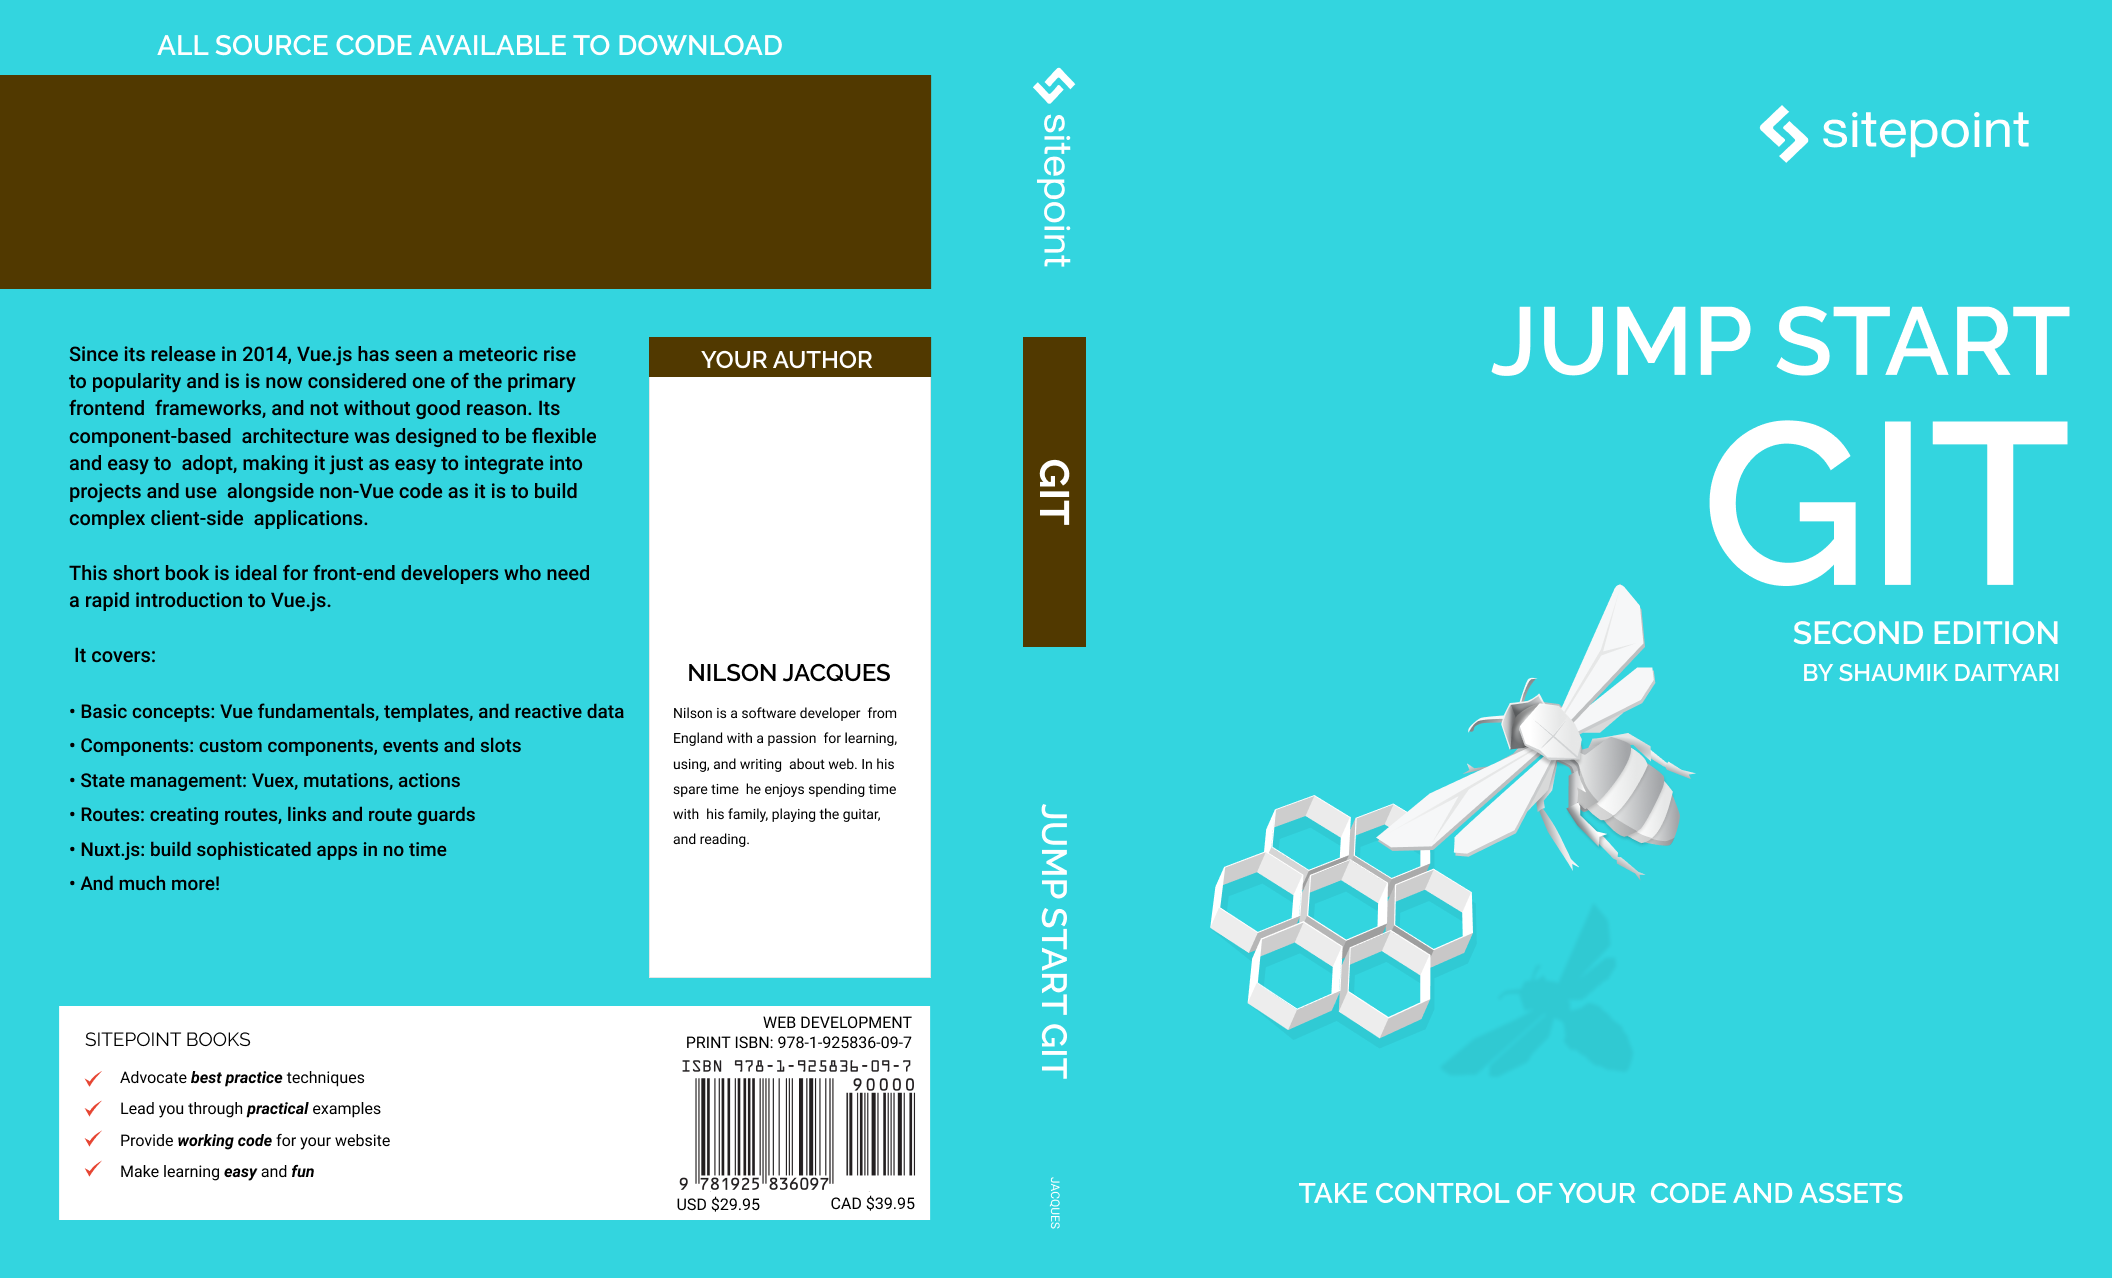 ALL SOURCE CODE AVAILABLE TO DOWNLOAD
Since its release in 2014, Vue.js has seen a meteoric rise
to popularity and is is now considered one of the primary
frontend  frameworks, and not without good reason. Its
component-based  architecture was designed to be flexible
and easy to  adopt, making it just as easy to integrate into
projects and use  alongside non-Vue code as it is to build
complex client-side  applications.
This short book is ideal for front-end developers who need
a rapid introduction to Vue.js.
It covers:
• Basic concepts: Vue fundamentals, templates, and reactive data
• Components: custom components, events and slots
• State management: Vuex, mutations, actions
• Routes: creating routes, links and route guards
• Nuxt.js: build sophisticated apps in no time
• And much more!
YOUR AUTHOR
NILSON JACQUES
Nilson is a software developer  from
England with a passion  for learning,
using, and writing  about web. In his
spare time  he enjoys spending time
with  his family, playing the guitar,
and reading.
SITEPOINT BOOKS
Advocate best practice techniques
Lead you through practical examples
Provide working code for your website
Make learning easy and fun
WEB DEVELOPMENT
PRINT ISBN: 978-1-925836-09-7
ISBN 978-1-925836-09-7
90000
9 781925 836097
USD $29.95
CAD $39.95
sitepoint
GIT
JUMP START GIT
JACQUES
sitepoint
JUMP START
GIT
SECOND EDITION
BY SHAUMIK DAITYARI
TAKE CONTROL OF YOUR  CODE AND ASSETS